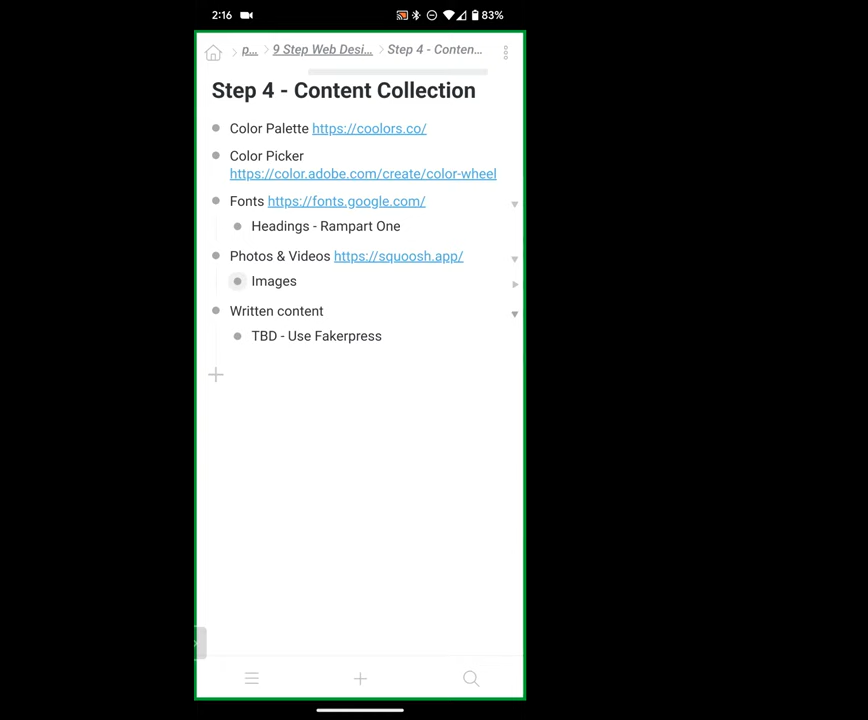 2:16 83%
p... 9 Step Web Desi... Step 4 - Conten...
Step 4 - Content Collection
Color Palette https://coolors.co/
Color Picker
https://color.adobe.com/create/color-wheel
Fonts https://fonts.google.com/
Headings - Rampart One
Photos & Videos https://squoosh.app/
Images
Written content
TBD - Use Fakerpress